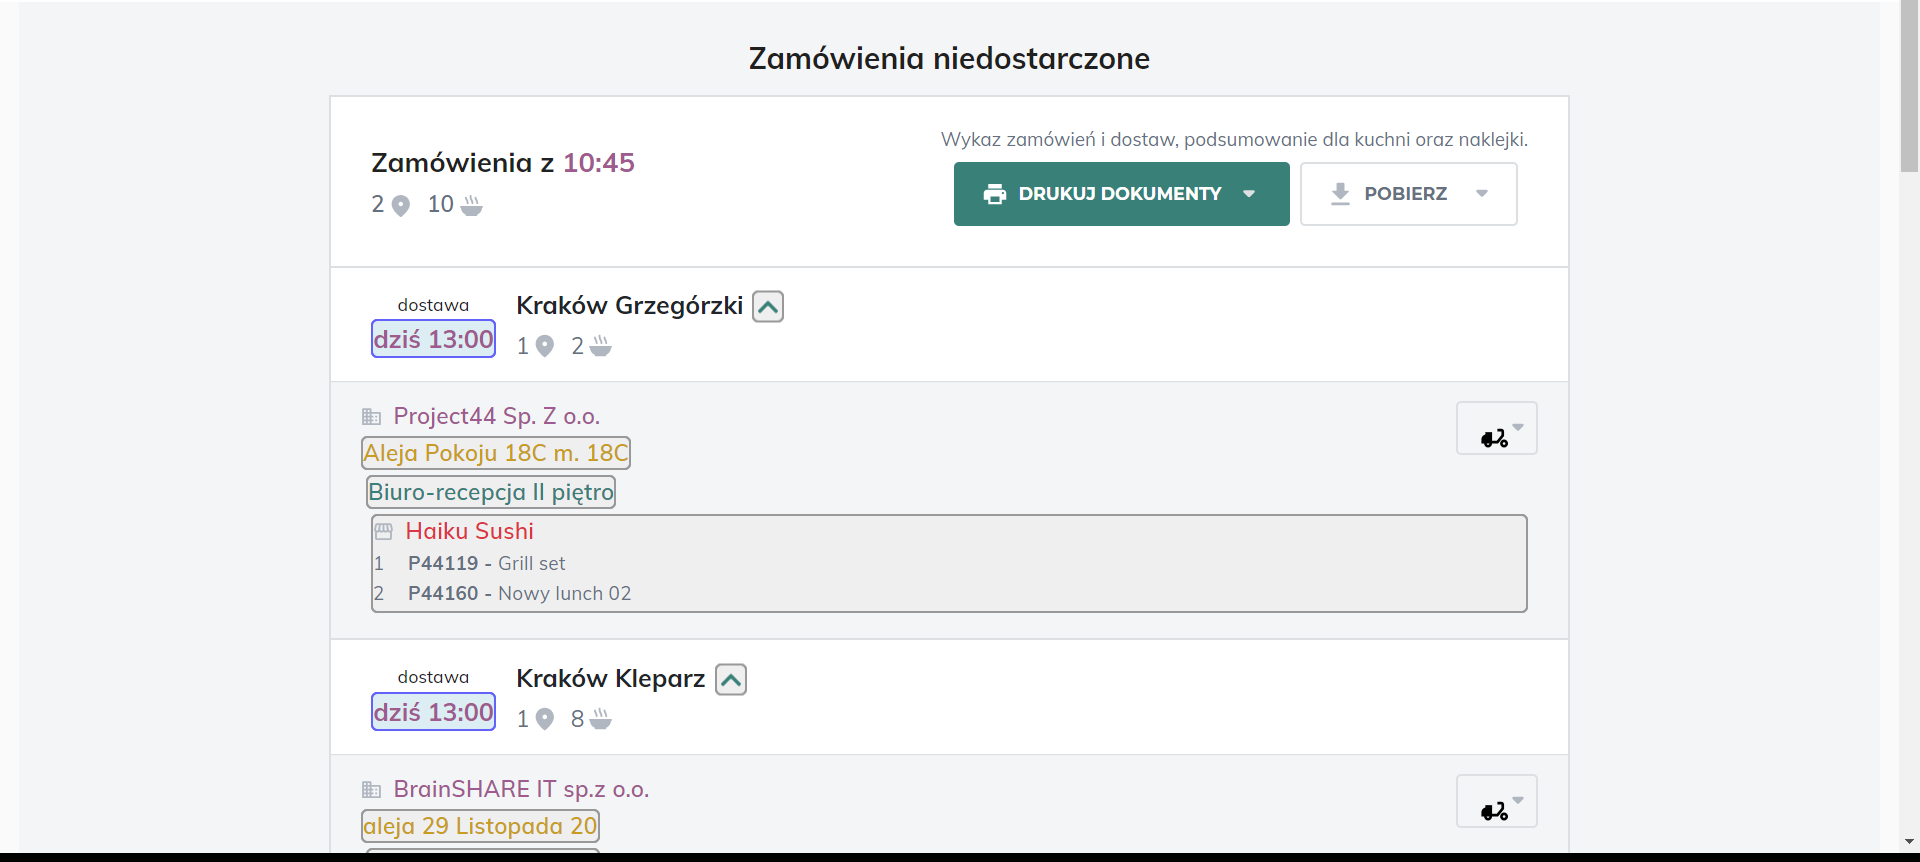 Zamówienia niedostarczone
Wykaz zamówień i dostaw, podsumowanie dla kuchni oraz naklejki.
Zamówienia z 10:45
2 10
DRUKUJ DOKUMENTY
POBIERZ
dostawa
dziś 13:00
Kraków Grzegórzki
1 2
Project44 Sp. Z o.o.
Aleja Pokoju 18C m. 18C
Biuro-recepcja II piętro
Haiku Sushi
1 P44119 - Grill set
2 P44160 - Nowy lunch 02
dostawa
dziś 13:00
Kraków Kleparz
1 8
BrainSHARE IT sp.z o.o.
aleja 29 Listopada 20